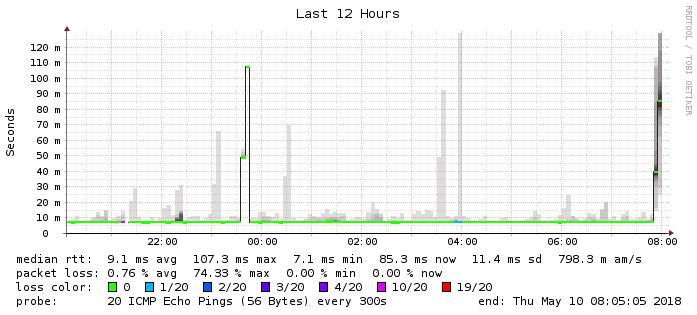 Last 12 Hours
RRDTOOL / TOBI OETIKER
Seconds
120 m
110 m
100 m
90 m
80 m
70 m
60 m
50 m
40 m
30 m
20 m
10 m
0
22:00 00:00 02:00 04:00 06:00 08:00
median rtt: 9.1 ms avg 107.3 ms max 7.1 ms min 85.3 ms now 11.4 ms sd 798.3 m am/s
packet loss: 0.76 % avg 74.33 % max 0.00 % min 0.00 % now
loss color: 0 1/20 2/20 3/20 4/20 10/20 19/20
probe: 20 ICMP Echo Pings (56 Bytes) every 300s end: Thu May 10 08:05:05 2018